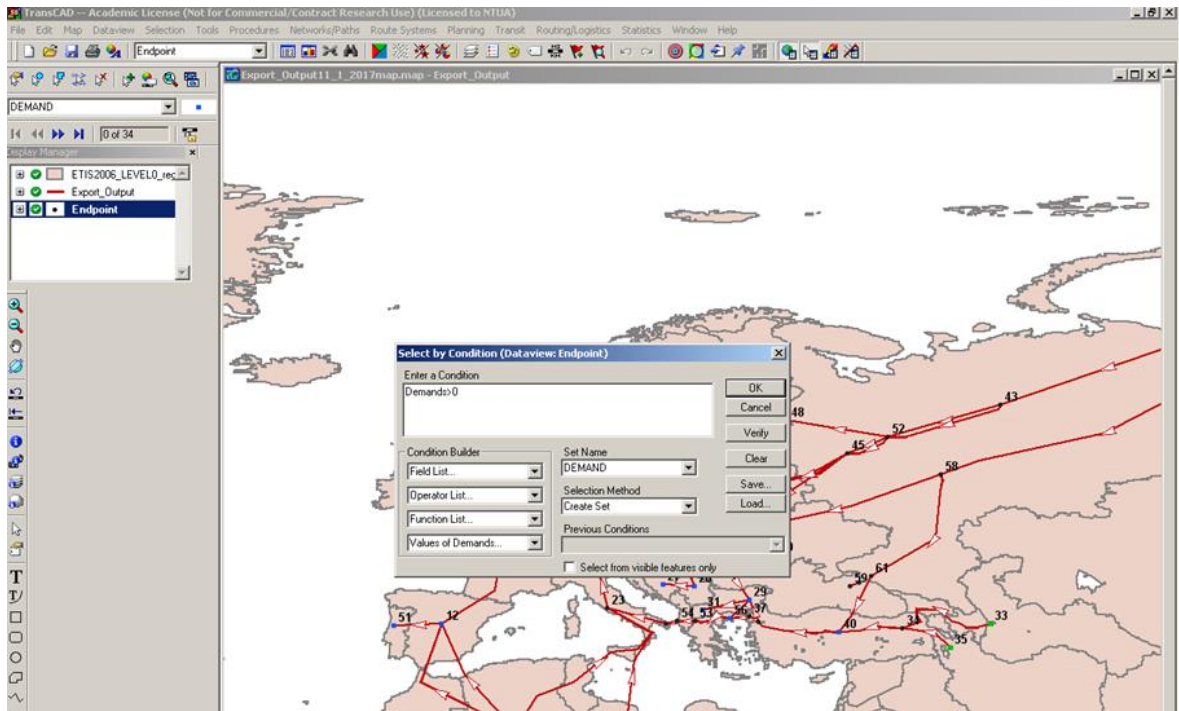 TransCAD -- Academic License (Not for Commercial/Contract Research Use) (Licensed to NTUA)
File Edit Map Dataview Selection Tools Procedures Networks/Paths Route Systems Planning Transit Routing/Logistics Statistics Window Help
Endpoint
Export_Output11_1_2017map.map - Export_Output
DEMAND
0 of 34
Display Manager
ETIS2006_LEVEL0_rec
Export_Output
Endpoint
Select by Condition (Dataview: Endpoint)
Enter a Condition
Demands>0
OK
Cancel
Verify
Clear
Save...
Load...
Condition Builder
Field List...
Operator List...
Function List...
Values of Demands...
Set Name
DEMAND
Selection Method
Create Set
Previous Conditions
Select from visible features only
43
48
52
45
58
61
59
29
31
23
54
53
56
37
51
12
40
34
33
35
T